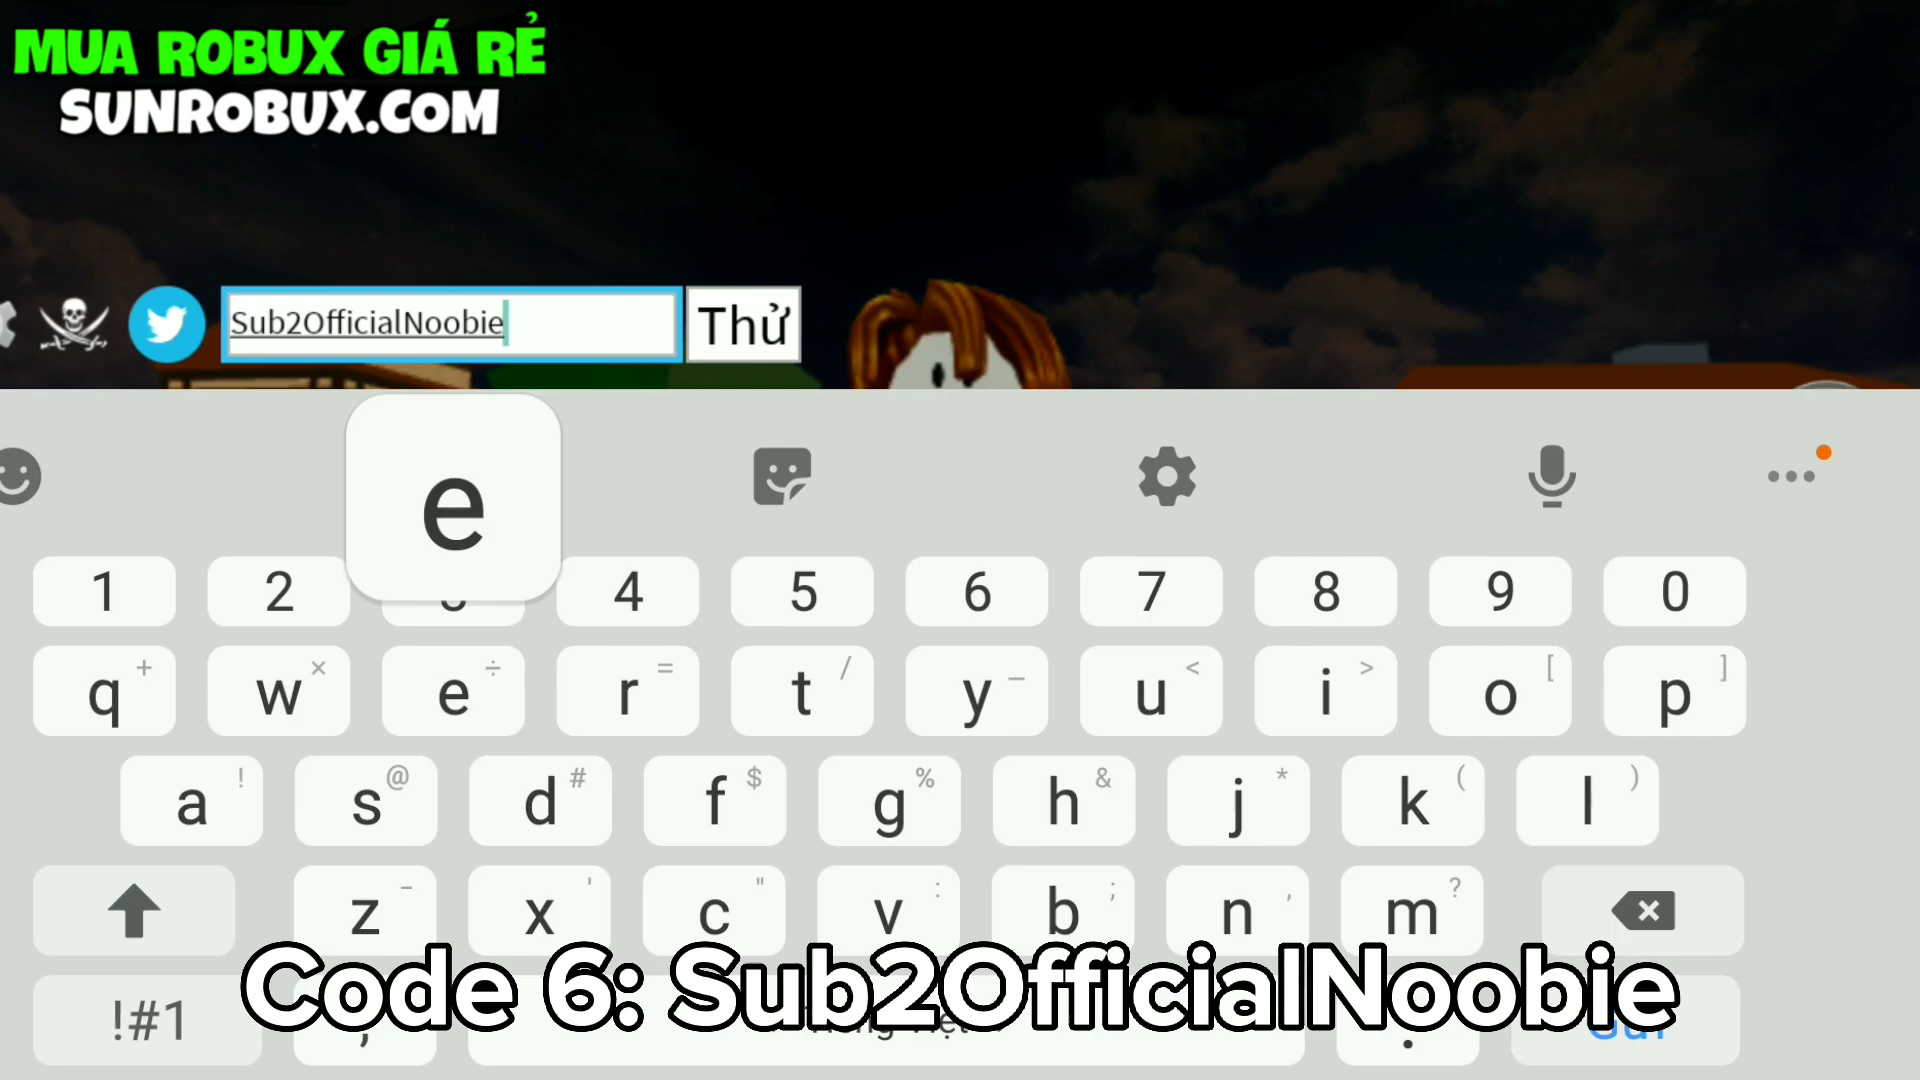 MUA ROBUX GIÁ RẺ
SUNROBUX.COM
Sub2OfficialNoobie
Thử
e
1 2 4 5 6 7 8 9 0
q + w × e ÷ r = t / y _ u < i > o [ p ]
a ! s @ d # f $ g % h & j * k ( l )
z - x ' c " v : b ; n , m ?
!#1 , .
Code 6: Sub2OfficialNoobie